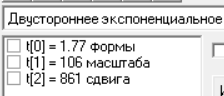 Двустороннее экспоненциальное
t[0] = 1.77 формы
t[1] = 106 масштаба
t[2] = 861 сдвига